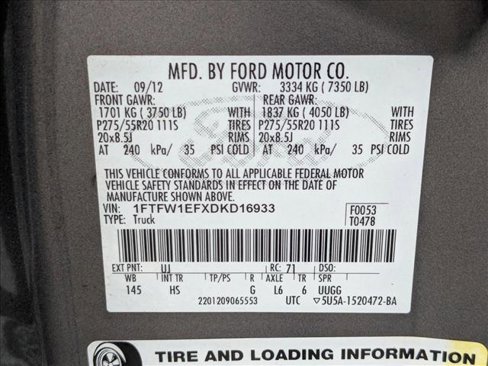 MFD. BY FORD MOTOR CO.
DATE: 09/12 GVWR: 3334 KG ( 7350 LB)
FRONT GAWR: REAR GAWR:
1701 KG ( 3750 LB) WITH 1837 KG ( 4050 LB) WITH
P275/55R20 111S TIRES P275/55R20 111S TIRES
20x8.5J RIMS 20x8.5J RIMS
AT 240 kPa/ 35 PSI COLD AT 240 kPa/ 35 PSI COLD
THIS VEHICLE CONFORMS TO ALL APPLICABLE FEDERAL MOTOR
VEHICLE SAFETY STANDARDS IN EFFECT ON THE DATE OF
MANUFACTURE SHOWN ABOVE.
VIN: 1FTFW1EFXDKD16933 F0053
TYPE: Truck T0478
EXT PNT: UJ RC: 71 DSO:
WB INT TR TP/PS R AXLE TR SPR
145 HS G L6 6 UUGG
2201209065553 UTC ▽5U5A-1520472-BA
TIRE AND LOADING INFORMATION